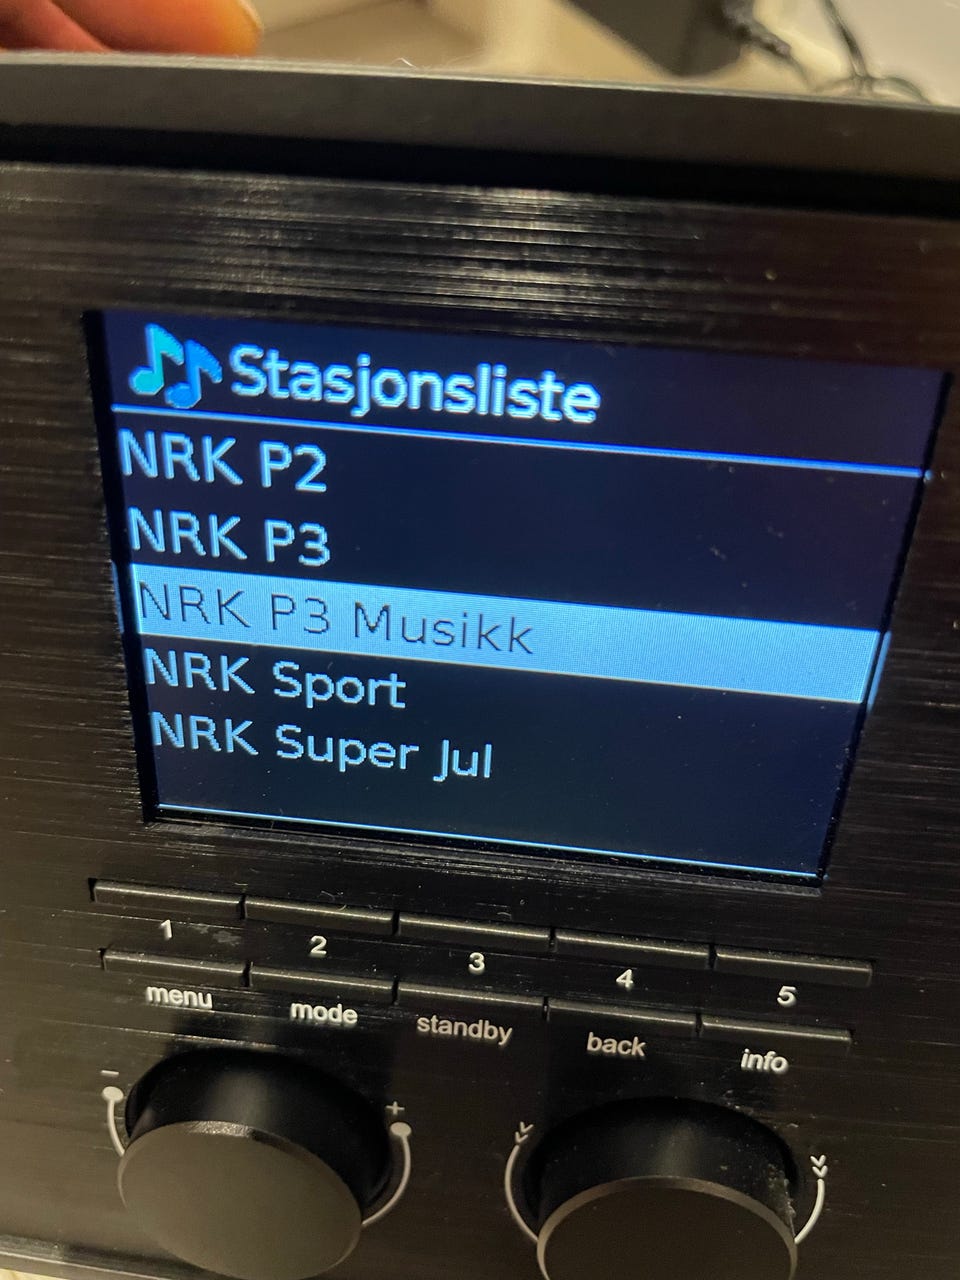 Stasjonsliste
NRK P2
NRK P3
NRK P3 Musikk
NRK Sport
NRK Super Jul
1 2 3 4 5
menu mode standby back info
- +